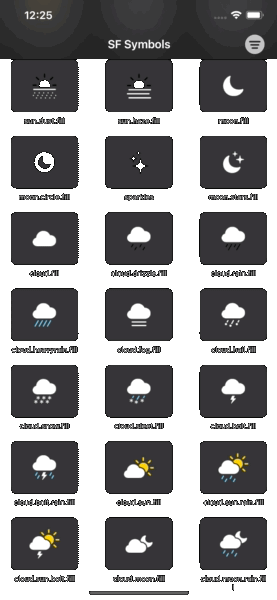 12:25
SF Symbols
sun.dust.fill
sun.haze.fill
moon.fill
moon.circle.fill
sparkles
moon.stars.fill
cloud.fill
cloud.drizzle.fill
cloud.rain.fill
cloud.heavyrain.fill
cloud.fog.fill
cloud.hail.fill
cloud.snow.fill
cloud.sleet.fill
cloud.bolt.fill
cloud.bolt.rain.fill
cloud.sun.fill
cloud.sun.rain.fill
cloud.sun.bolt.fill
cloud.moon.fill
cloud.moon.rain.fill